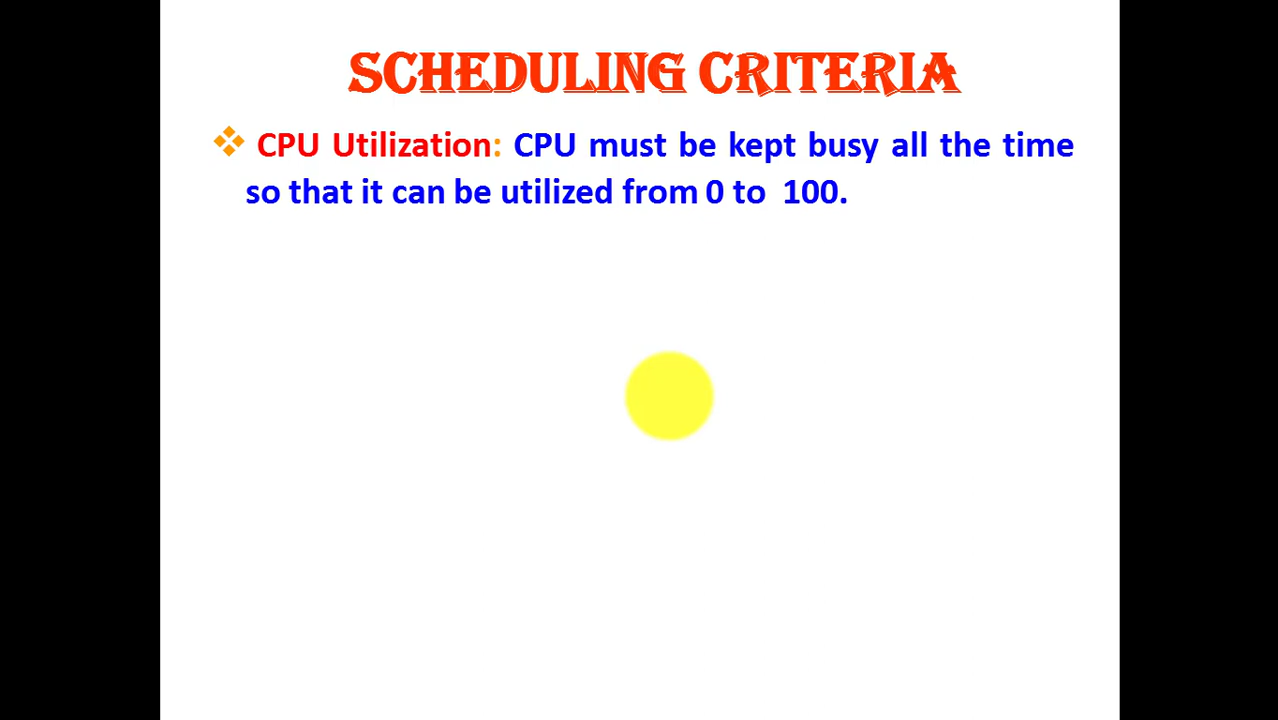 SCHEDULING CRITERIA
❖ CPU Utilization: CPU must be kept busy all the time
so that it can be utilized from 0 to 100.